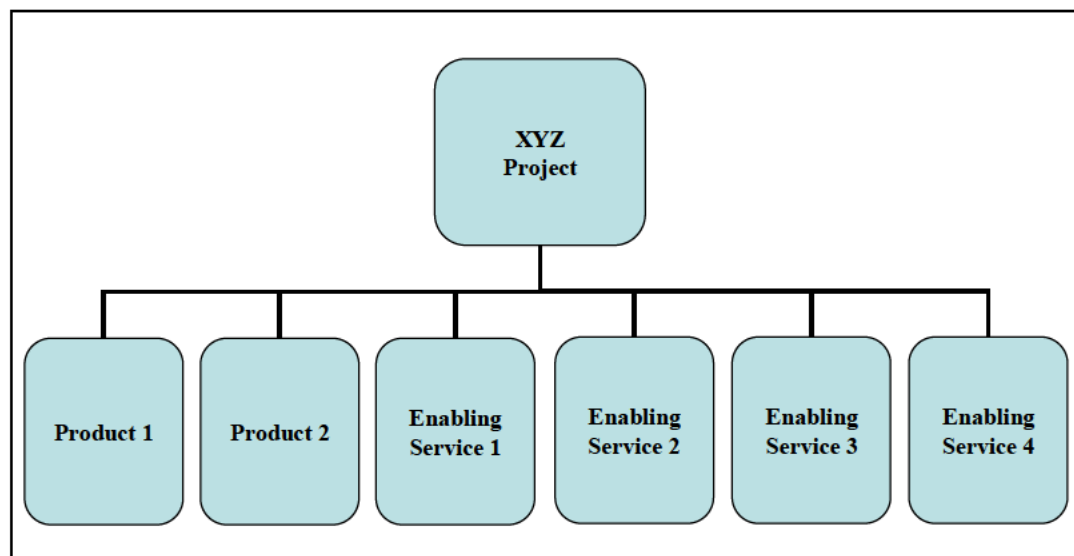 XYZ
Project
Product 1
Product 2
Enabling
Service 1
Enabling
Service 2
Enabling
Service 3
Enabling
Service 4